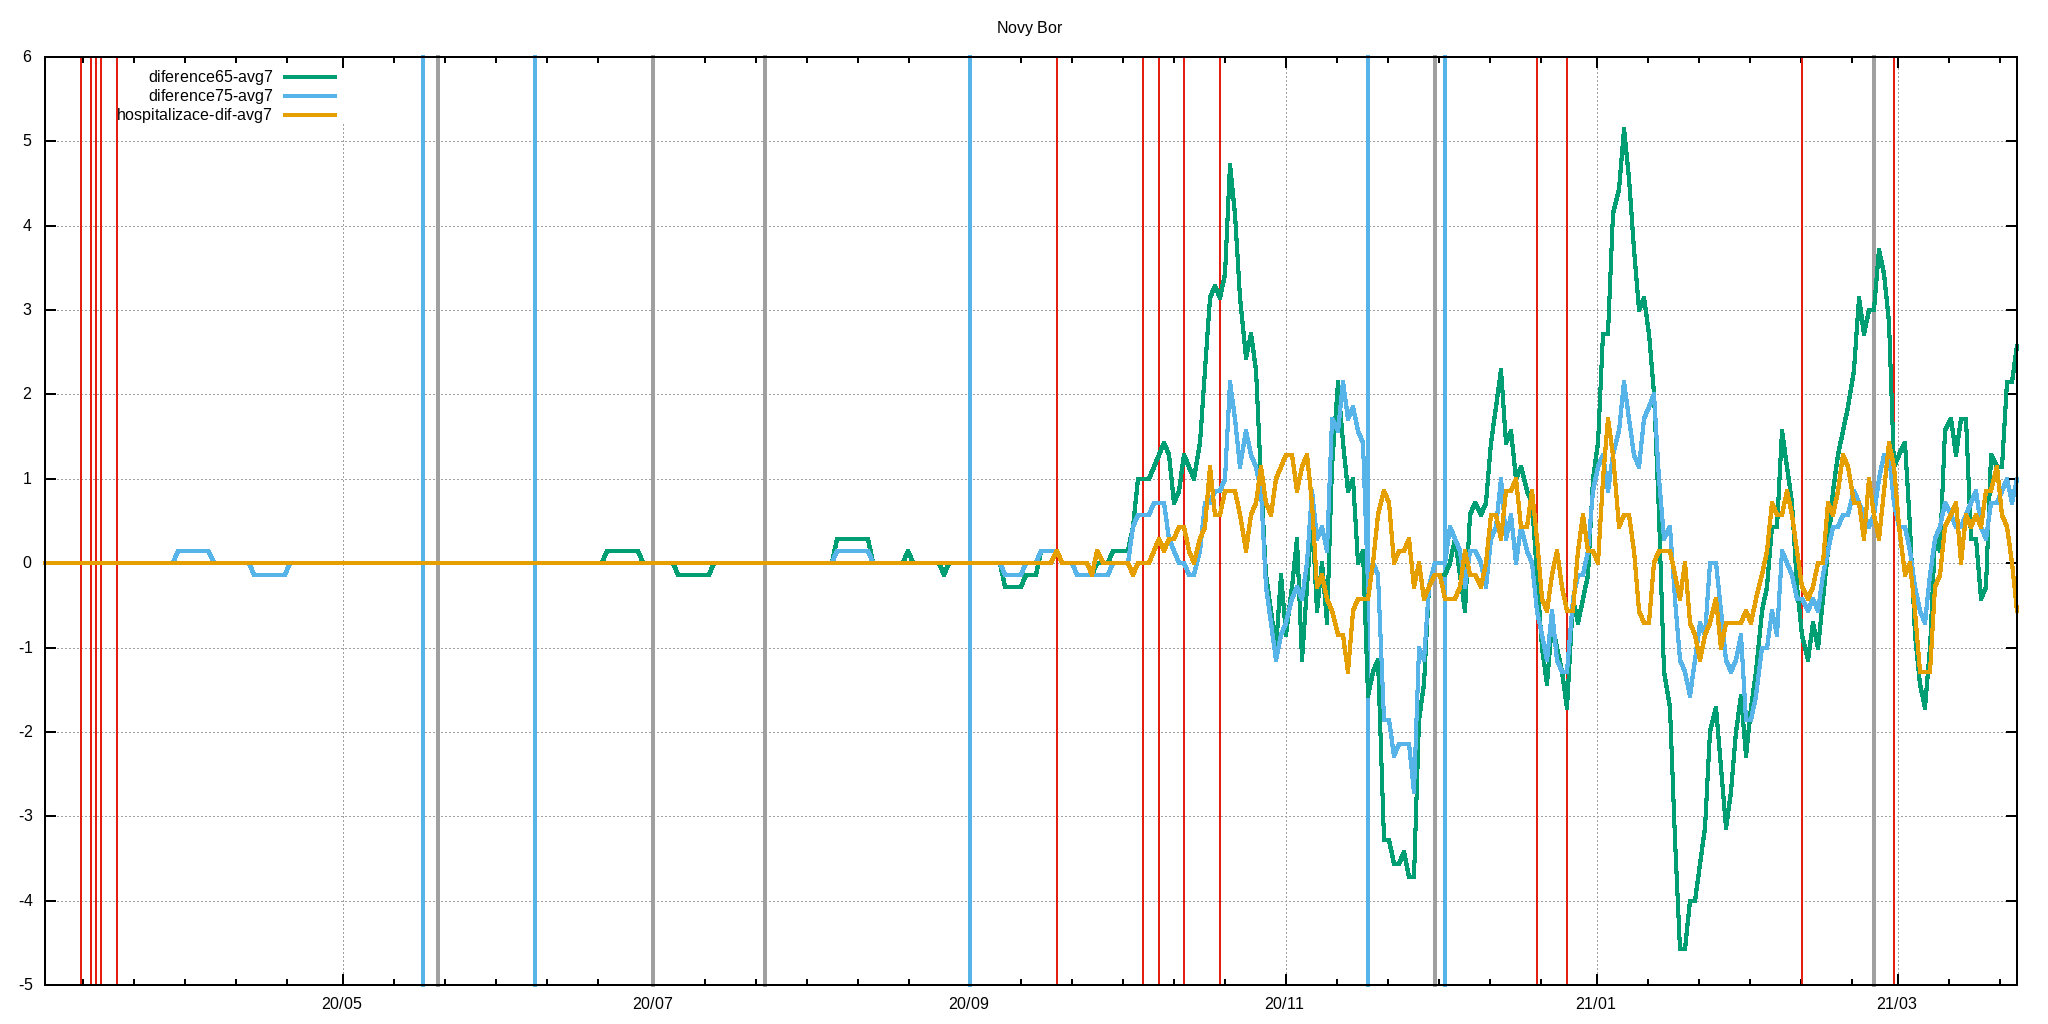 Novy Bor
6
diference65-avg7
diference75-avg7
hospitalizace-dif-avg7
5
4
3
2
1
0
-1
-2
-3
-4
-5
20/05 20/07 20/09 20/11 21/01 21/03